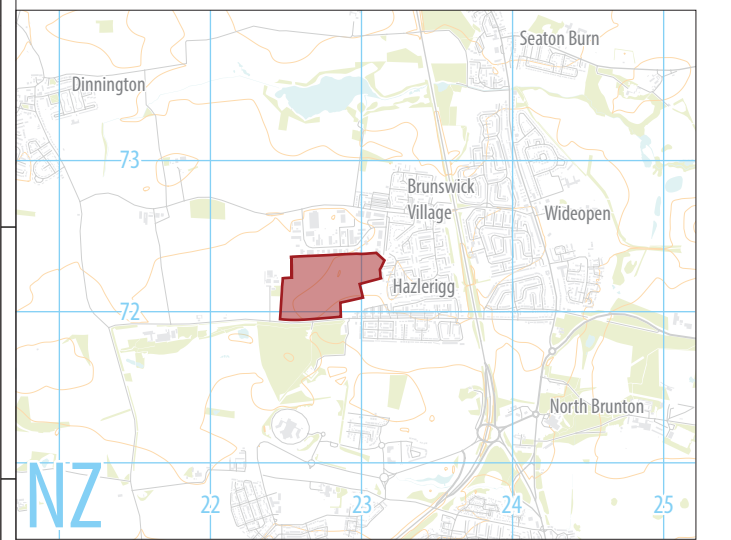 Seaton Burn
Dinnington
73
Brunswick
Village
Wideopen
Hazlerigg
72
North Brunton
NZ
22
23
24
25